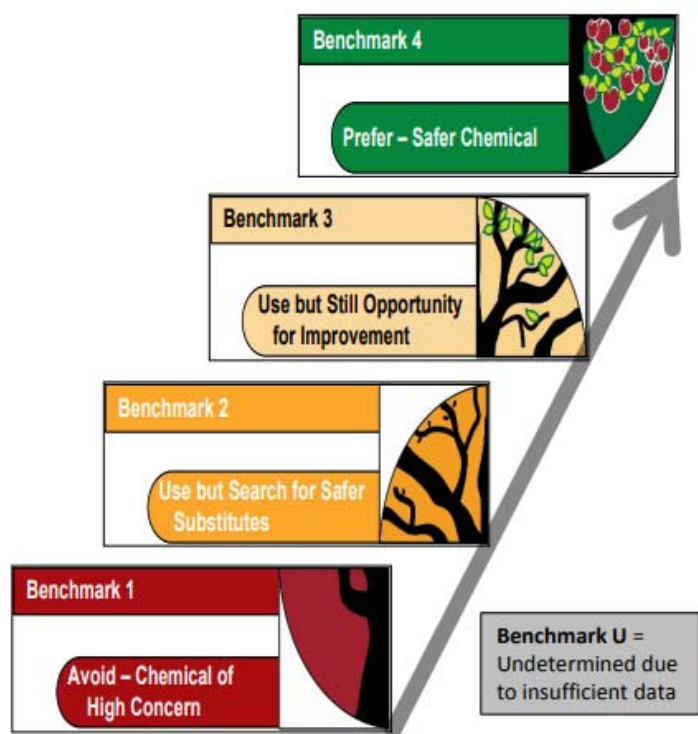 Benchmark 4
Prefer – Safer Chemical
Benchmark 3
Use but Still Opportunity
for Improvement
Benchmark 2
Use but Search for Safer
Substitutes
Benchmark 1
Avoid – Chemical of
High Concern
Benchmark U =
Undetermined due
to insufficient data